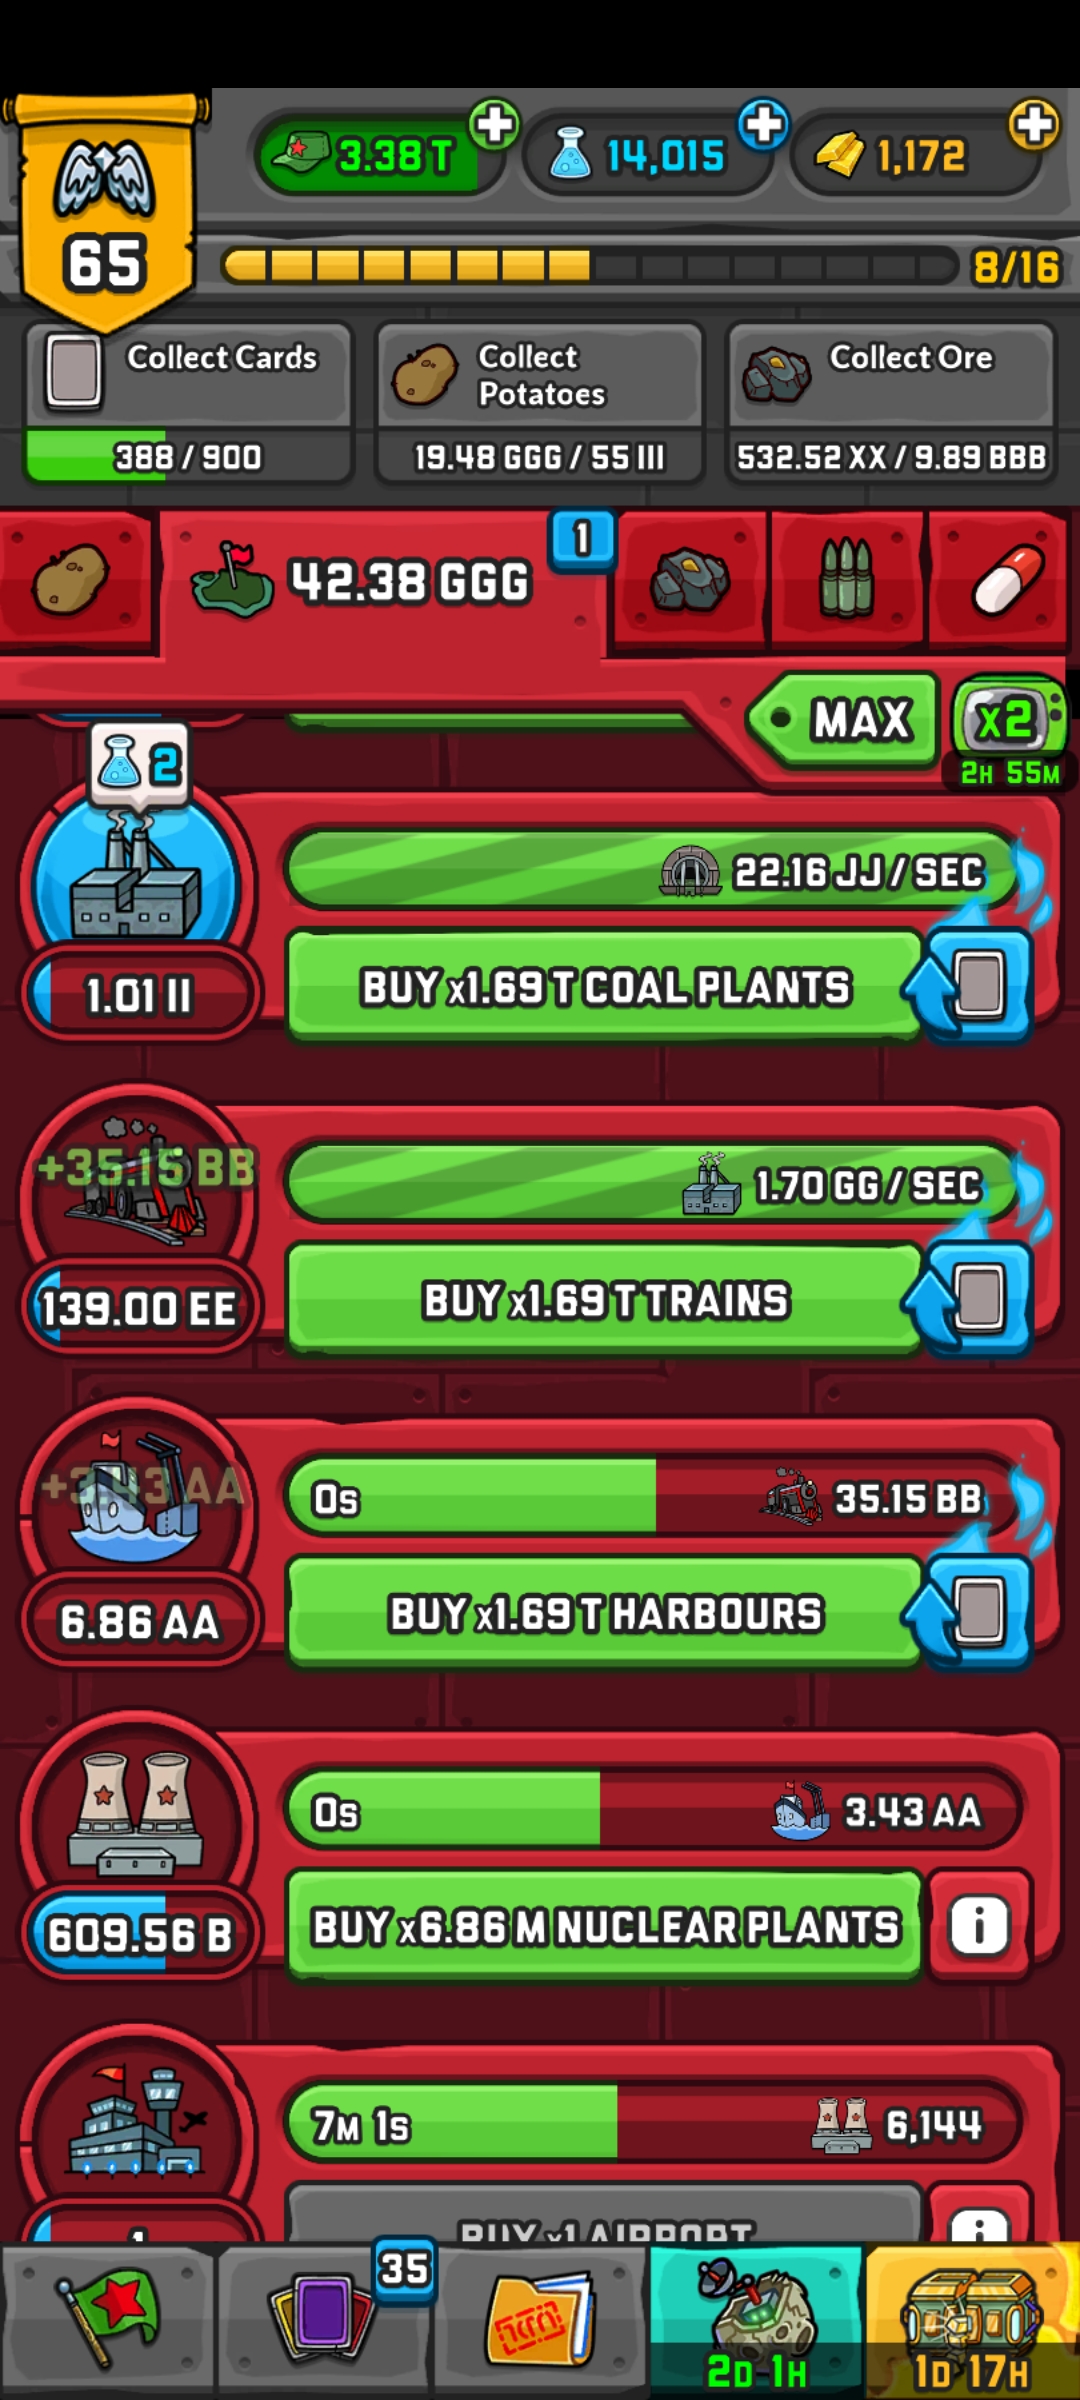 3.38 T
14,015
1,172
65
8/16
Collect Cards
388 / 900
Collect
Potatoes
19.48 GGG / 55 III
Collect Ore
532.52 XX / 9.89 BBB
42.38 GGG
1
MAX
x2
2H 55M
2
22.16 JJ / SEC
1.01 II
BUY x1.69 T COAL PLANTS
+35.15 BB
1.70 GG / SEC
139.00 EE
BUY x1.69 T TRAINS
+3.43 AA
0s
35.15 BB
6.86 AA
BUY x1.69 T HARBOURS
0s
3.43 AA
609.56 B
BUY x6.86 M NUCLEAR PLANTS
i
7M 1s
6,144
1
BUY x1 AIRPORT
i
35
2D 1H
1D 17H